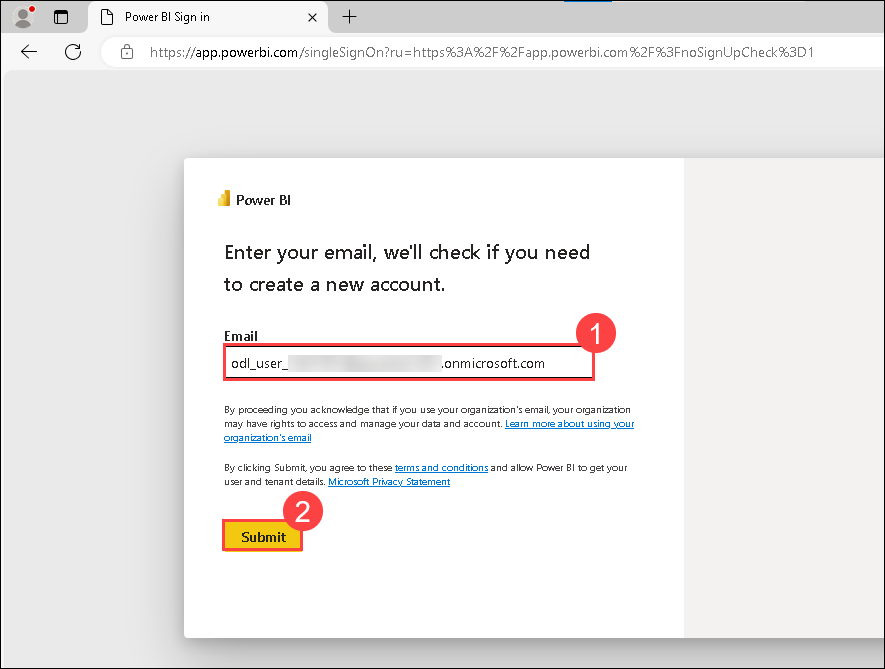 Power BI Sign in
https://app.powerbi.com/singleSignOn?ru=https%3A%2F%2Fapp.powerbi.com%2F%3FnoSignUpCheck%3D1
Power BI
Enter your email, we'll check if you need
to create a new account.
Email
1
odl_user_ .onmicrosoft.com
By proceeding you acknowledge that if you use your organization's email, your organization
may have rights to access and manage your data and account. Learn more about using your
organization's email
By clicking Submit, you agree to these terms and conditions and allow Power BI to get your
user and tenant details. Microsoft Privacy Statement
2
Submit